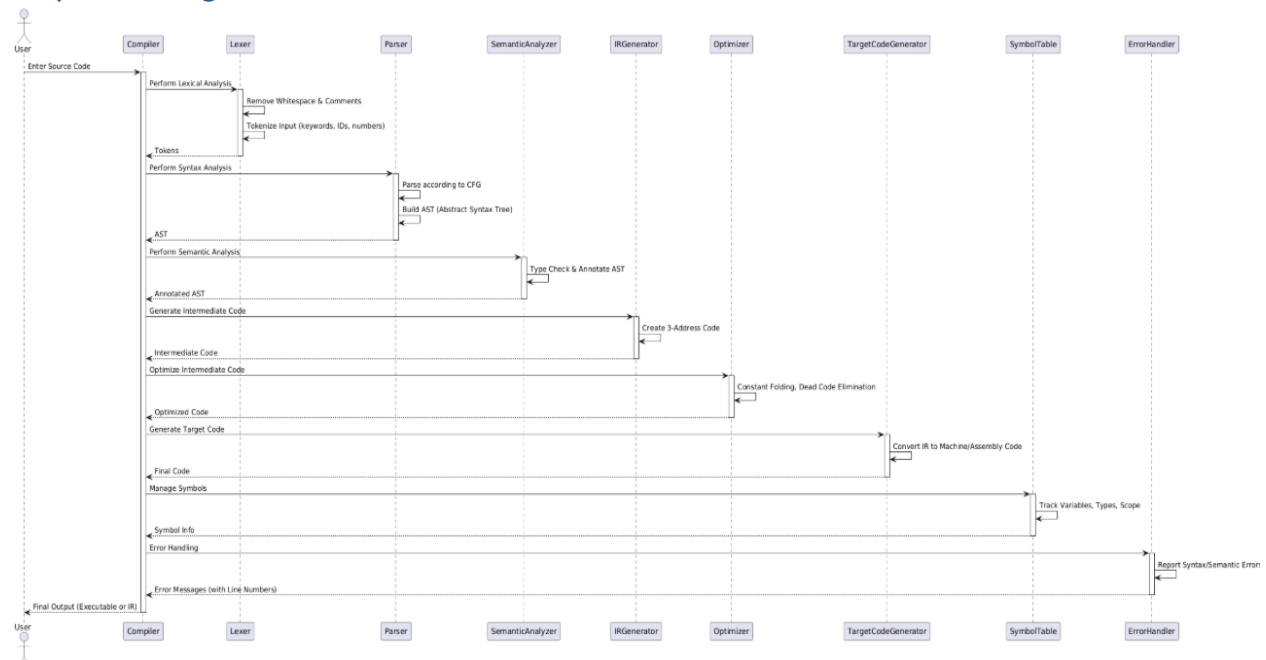 User
Compiler
Lexer
Parser
SemanticAnalyzer
IRGenerator
Optimizer
TargetCodeGenerator
SymbolTable
ErrorHandler
Enter Source Code
Perform Lexical Analysis
Remove Whitespace & Comments
Tokenize Input (keywords, IDs, numbers)
Tokens
Perform Syntax Analysis
Parse according to CFG
Build AST (Abstract Syntax Tree)
AST
Perform Semantic Analysis
Type Check & Annotate AST
Annotated AST
Generate Intermediate Code
Create 3-Address Code
Intermediate Code
Optimize Intermediate Code
Constant Folding, Dead Code Elimination
Optimized Code
Generate Target Code
Convert IR to Machine/Assembly Code
Final Code
Manage Symbols
Track Variables, Types, Scope
Symbol Info
Error Handling
Report Syntax/Semantic Errors
Error Messages (with Line Numbers)
Final Output (Executable or IR)
User
Compiler
Lexer
Parser
SemanticAnalyzer
IRGenerator
Optimizer
TargetCodeGenerator
SymbolTable
ErrorHandler